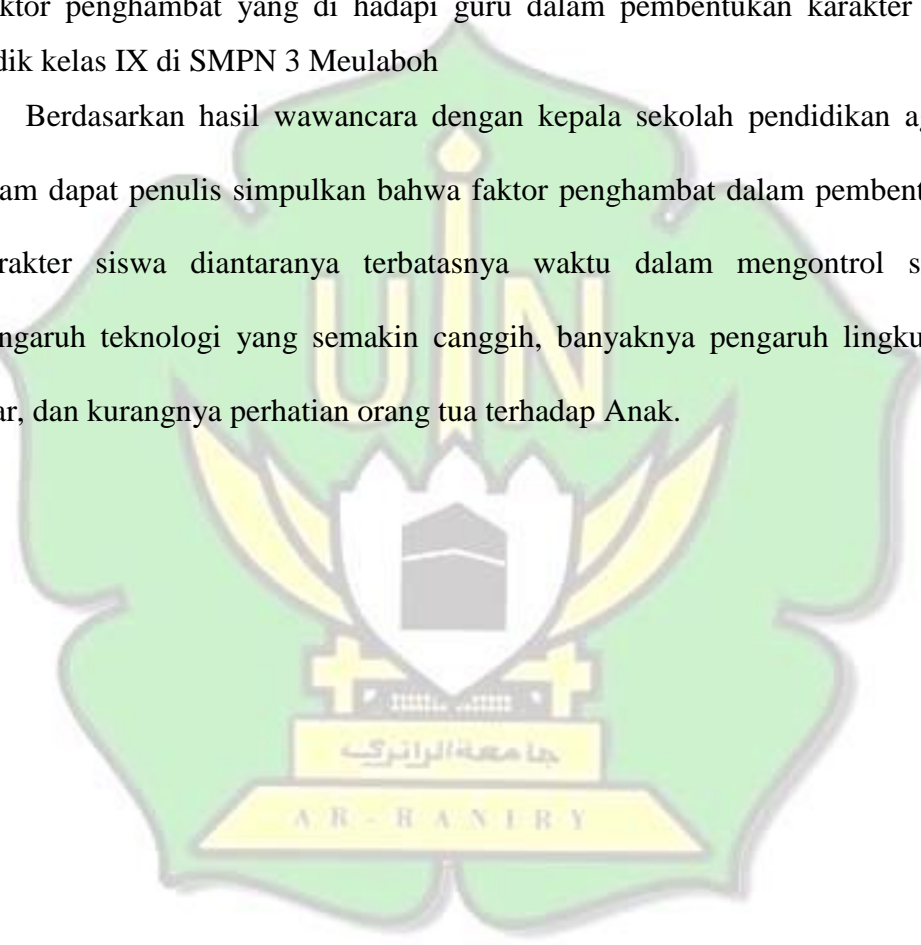 ktor penghambat yang di hadapi guru dalam pembentukan karakter
dik kelas IX di SMPN 3 Meulaboh
Berdasarkan hasil wawancara dengan kepala sekolah pendidikan a
am dapat penulis simpulkan bahwa faktor penghambat dalam pembent
rakter siswa diantaranya terbatasnya waktu dalam mengontrol s
ngaruh teknologi yang semakin canggih, banyaknya pengaruh lingku
ar, dan kurangnya perhatian orang tua terhadap Anak.
UIN
جامعة الرانري
AR-RANIRY